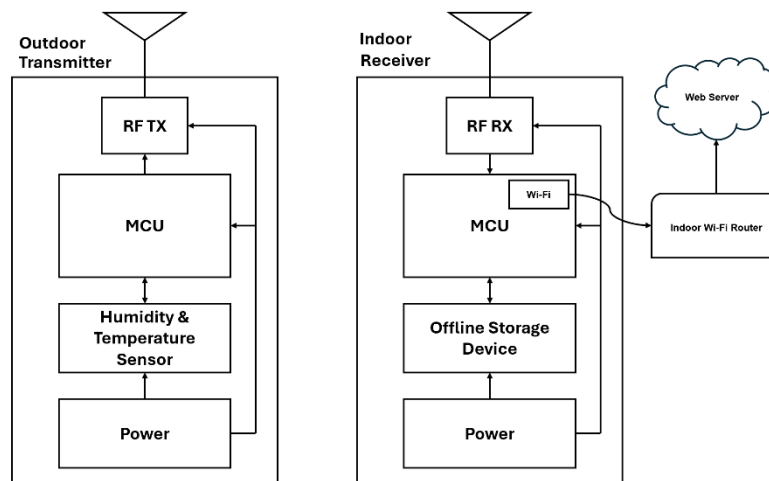 Outdoor
Transmitter
RF TX
MCU
Humidity &
Temperature
Sensor
Power
Indoor
Receiver
RF RX
Wi-Fi
MCU
Offline Storage
Device
Power
Web Server
Indoor Wi-Fi Router